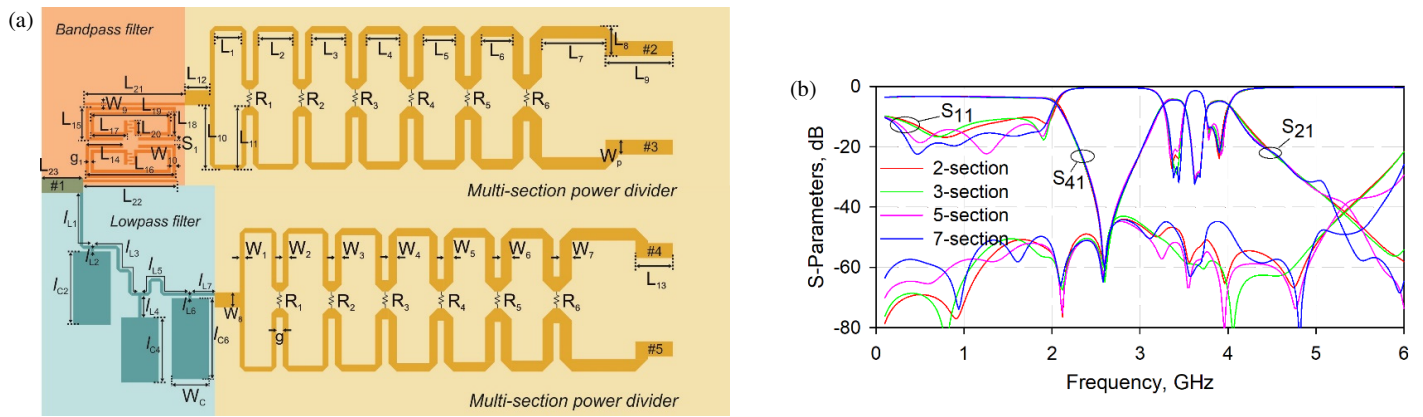 (a)
Bandpass filter
L1 L2 L3 L4 L5 L6 L7 L8 #2
L9
L12
L21
W9 L19
L15 L18
L17 L20
S1
L14 W10
g1
L16
L23
#1
L22
L10 L11
R1 R2 R3 R4 R5 R6
#3
Wp
Multi-section power divider
Lowpass filter
lL1
lL2
lL3
lL5
lL7
lC2
lL4
lL6
lC4
lC6
WC
W8
W1 W2 W3 W4 W5 W6 W7 #4
L13
R1 R2 R3 R4 R5 R6
g
#5
Multi-section power divider
(b)
S-Parameters, dB
0
-20
-40
-60
-80
S11
S41
S21
2-section
3-section
5-section
7-section
1 2 3 4 5 6
Frequency, GHz